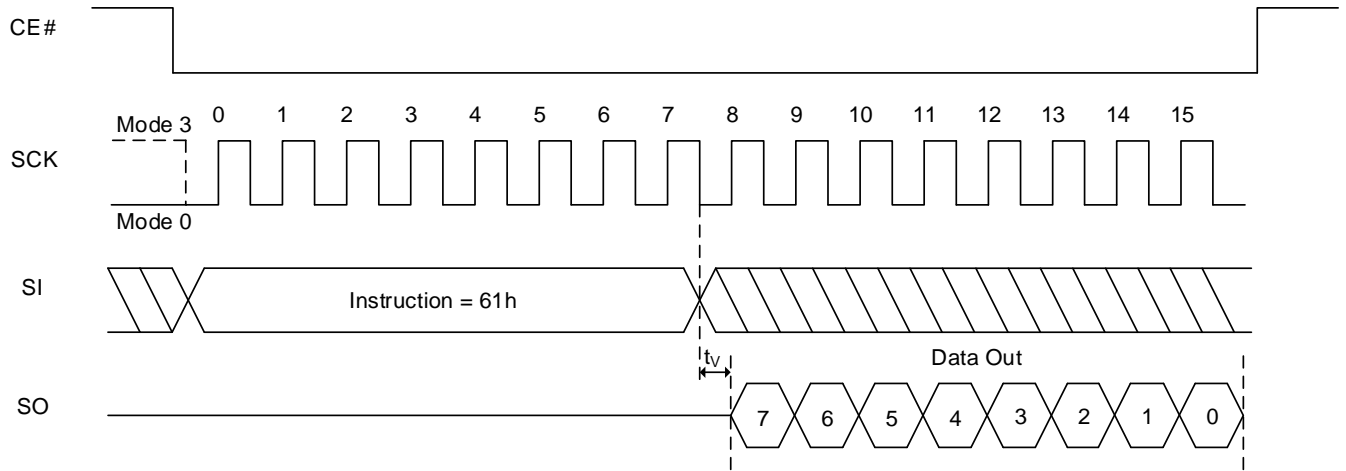 CE#
0 1 2 3 4 5 6 7 8 9 10 11 12 13 14 15
Mode 3
SCK
Mode 0
SI
Instruction = 61h
tV
Data Out
SO
7 6 5 4 3 2 1 0